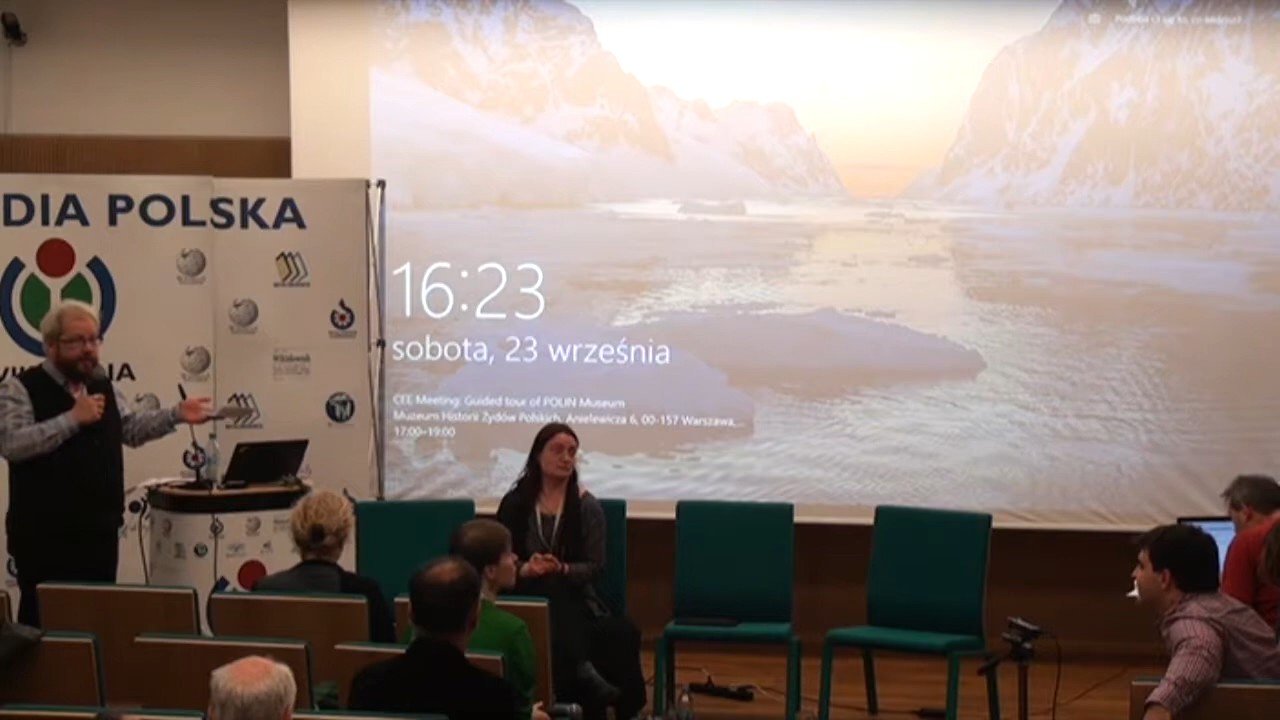 DIA POLSKA
16:23
sobota, 23 września
CEE Meeting: Guided tour of POLIN Museum
Muzeum Historii Żydów Polskich, Anielewicza 6, 00-157 Warszawa,...
17:00–19:00